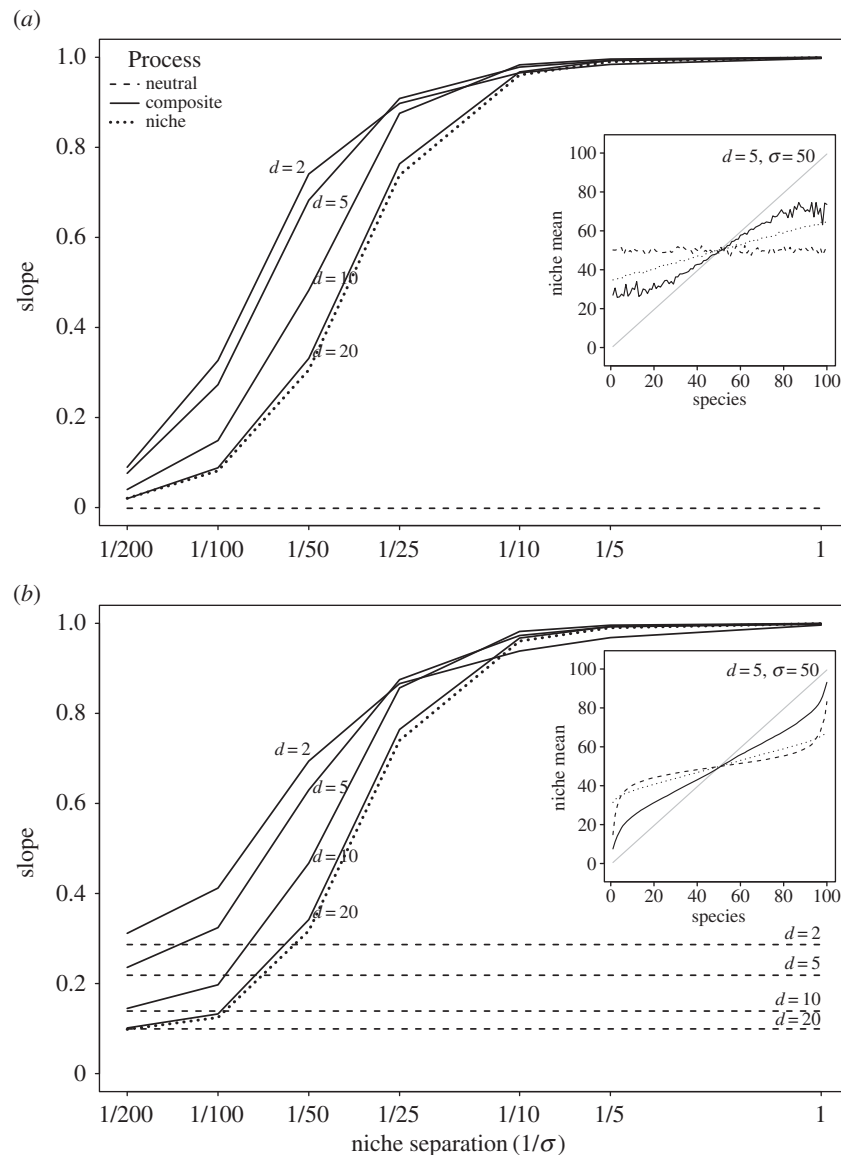 (a)
1.0
0.8
0.6
0.4
0.2
0
slope
Process
neutral
composite
niche
d = 2
d = 5
d = 10
d = 20
1/200 1/100 1/50 1/25 1/10 1/5 1
d = 5, σ = 50
100
80
60
40
20
0
niche mean
0 20 40 60 80 100
species
(b)
1.0
0.8
0.6
0.4
0.2
0
slope
d = 2
d = 5
d = 10
d = 20
d = 5, σ = 50
100
80
60
40
20
0
niche mean
0 20 40 60 80 100
species
d = 2
d = 5
d = 10
d = 20
1/200 1/100 1/50 1/25 1/10 1/5 1
niche separation (1/σ)